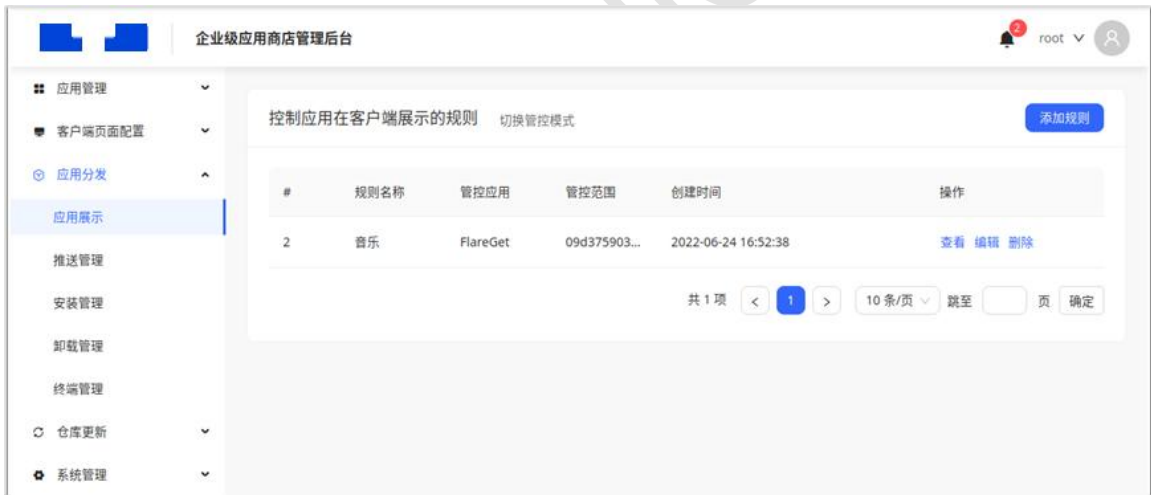 企业级应用商店管理后台
2
root
应用管理
客户端页面配置
应用分发
应用展示
推送管理
安装管理
卸载管理
终端管理
仓库更新
系统管理
控制应用在客户端展示的规则 切换管控模式 添加规则
# 规则名称 管控应用 管控范围 创建时间 操作
2 音乐 FlareGet 09d375903... 2022-06-24 16:52:38 查看 编辑 删除
共 1 项 < 1 > 10 条/页 跳至 页 确定